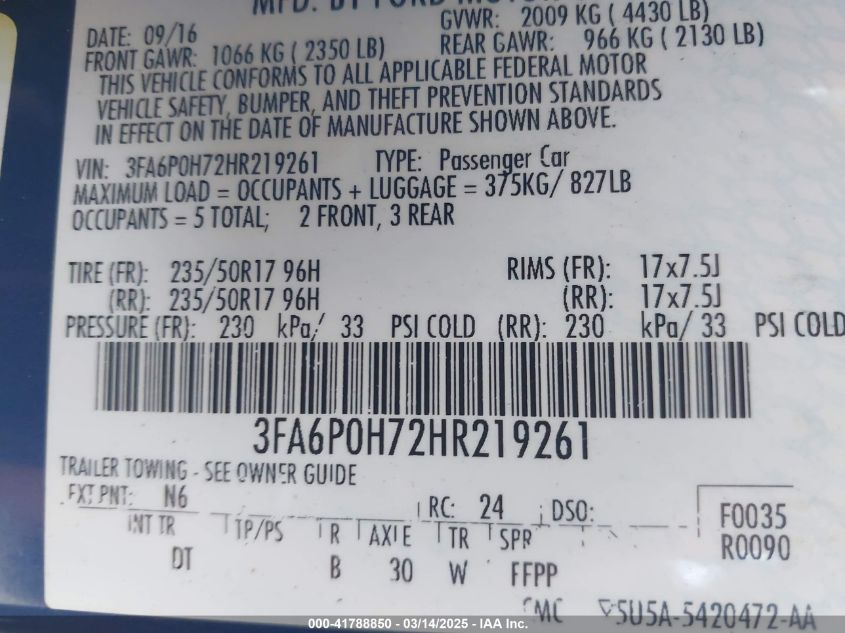 MFD. BY FORD MOTOR
DATE: 09/16 GVWR: 2009 KG ( 4430 LB)
FRONT GAWR: 1066 KG ( 2350 LB) REAR GAWR: 966 KG ( 2130 LB)
THIS VEHICLE CONFORMS TO ALL APPLICABLE FEDERAL MOTOR
VEHICLE SAFETY, BUMPER, AND THEFT PREVENTION STANDARDS
IN EFFECT ON THE DATE OF MANUFACTURE SHOWN ABOVE.
VIN: 3FA6P0H72HR219261 TYPE: Passenger Car
MAXIMUM LOAD = OCCUPANTS + LUGGAGE = 375KG/ 827LB
OCCUPANTS = 5 TOTAL; 2 FRONT, 3 REAR
TIRE (FR): 235/50R17 96H RIMS (FR): 17x7.5J
(RR): 235/50R17 96H (RR): 17x7.5J
PRESSURE (FR): 230 kPa/ 33 PSI COLD (RR): 230 kPa/ 33 PSI COLD
3FA6P0H72HR219261
TRAILER TOWING - SEE OWNER GUIDE
EXT PNT: N6 RC: 24 DSO: F0035
INT TR TP/PS R AXLE TR SPR R0090
DT B 30 W FFPP
5U5A-5420472-AA
000-41788850 - 03/14/2025 - IAA Inc.